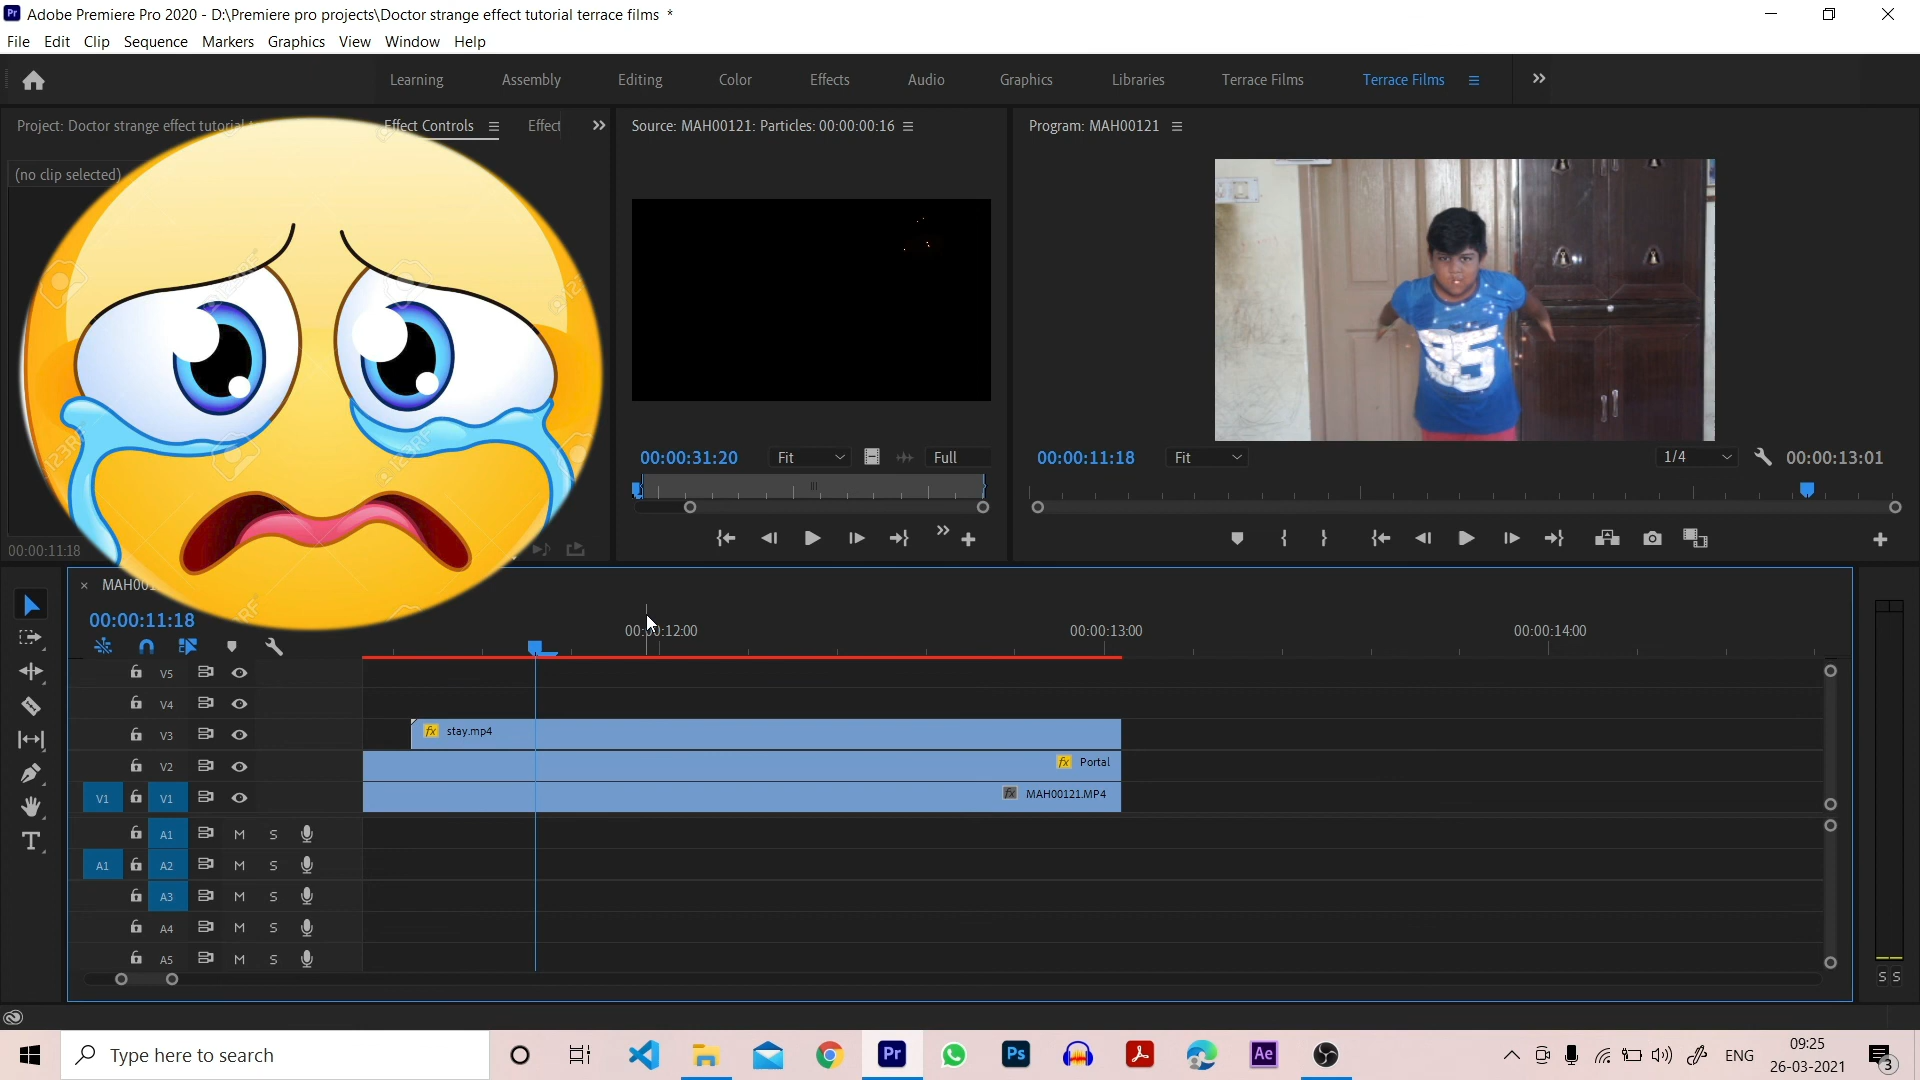 Adobe Premiere Pro 2020 - D:\Premiere pro projects\Doctor strange effect tutorial terrace films *
File Edit Clip Sequence Markers Graphics View Window Help
Learning Assembly Editing Color Effects Audio Graphics Libraries Terrace Films Terrace Films
Project: Doctor strange effect tutorial Effect Controls Effect
Source: MAH00121: Particles: 00:00:00:16
Program: MAH00121
(no clip selected)
95
123RF
00:00:31:20 Fit Full
00:00:11:18 Fit 1/4 00:00:13:01
00:00:11:18
MAH00
00:00:11:18
00:00:12:00 00:00:13:00 00:00:14:00
V5
V4
V3 stay.mp4
V2 Portal
V1 V1 MAH00121.MP4
A1 M S
A1 A2 M S
A3 M S
A4 M S
A5 M S
S S
Type here to search
Pr Ps Ae
ENG
09:25
26-03-2021
3